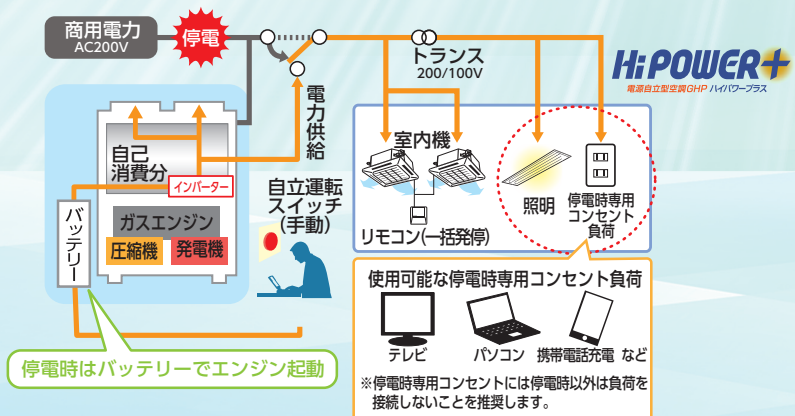 商用電力
AC200V
停電
トランス
200/100V
HiPOWER+
電源自立型空調GHP ハイパワープラス
電力供給
自己
消費分
インバーター
バッテリー
ガスエンジン
圧縮機
発電機
自立運転
スイッチ
(手動)
室内機
リモコン(一括発停)
照明
停電時専用
コンセント
負荷
停電時はバッテリーでエンジン起動
使用可能な停電時専用コンセント負荷
テレビ
パソコン
携帯電話充電 など
※停電時専用コンセントには停電時以外は負荷を
接続しないことを推奨します。